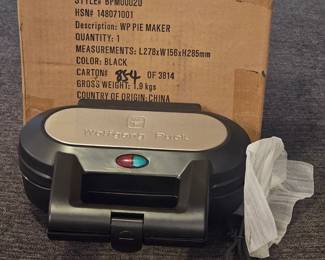 STYLE# BPM00020
HSN# 148071001
Description: WP PIE MAKER
QUANTITY: 1
MEASUREMENTS: L278xW156xH285mm
COLOR: BLACK
CARTON# 854 OF 3814
GROSS WEIGHT: 1.9 kgs
COUNTRY OF ORIGIN: CHINA
Wolfgang Puck